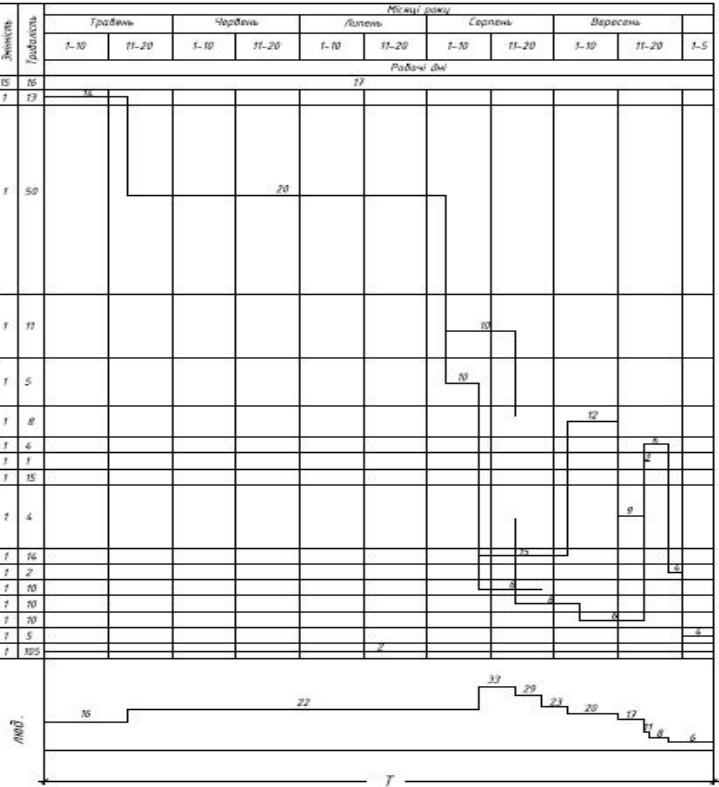 Змінність
Тривалість
Місяці року
Травень Червень Липень Серпень Вересень
1-10 11-20 1-10 11-20 1-10 11-20 1-10 11-20 1-10 11-20 1-5
Робочі дні
15 16 17
1 13 14
1 50 20
1 11 10
1 5 10
1 8 12
1 4 6
1 1 2
1 15
1 4 9
1 14 15
1 2 4
1 10 8
1 10 6
1 10 6
1 5 4
1 105 2
33
29
22 23
16 20 17
11
8
6
люд.
T